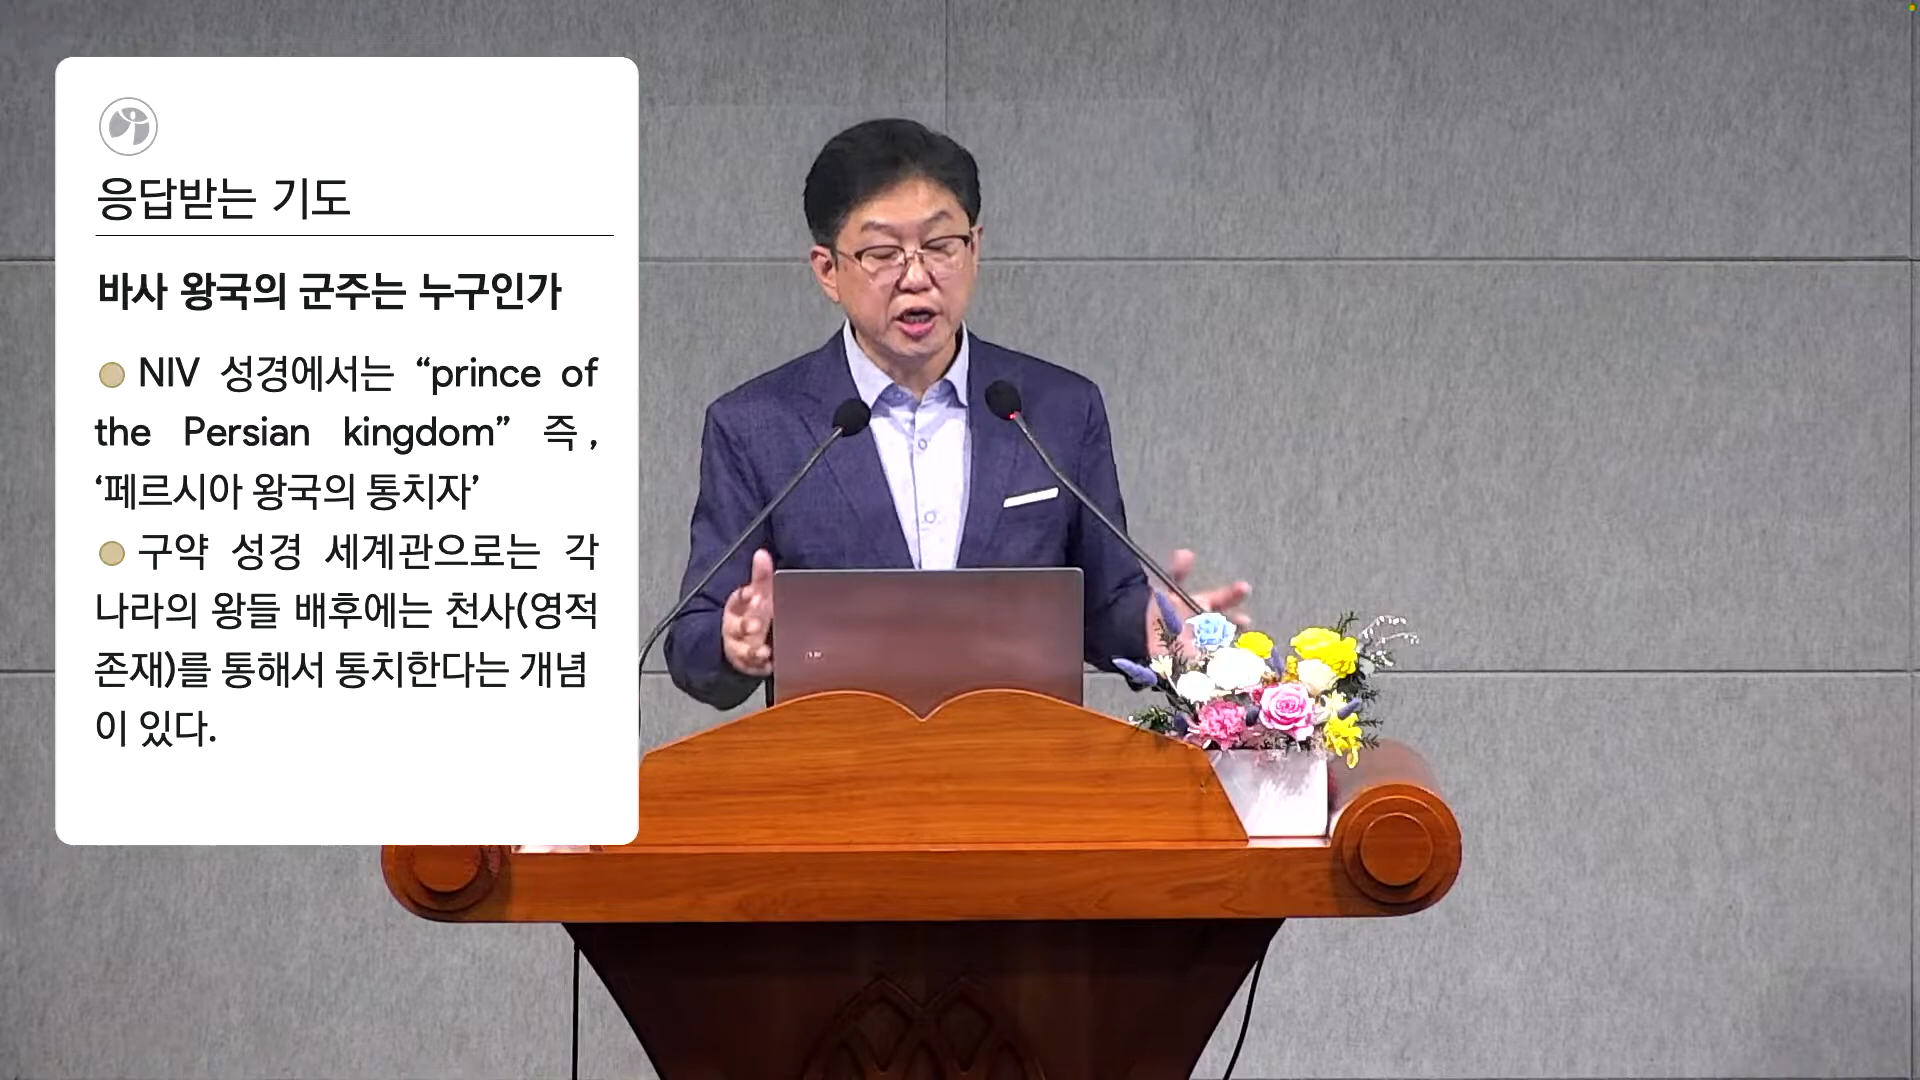 응답받는 기도
바사 왕국의 군주는 누구인가
NIV 성경에서는 “prince of
the Persian kingdom” 즉,
‘페르시아 왕국의 통치자’
구약 성경 세계관으로는 각
나라의 왕들 배후에는 천사(영적
존재)를 통해서 통치한다는 개념
이 있다.